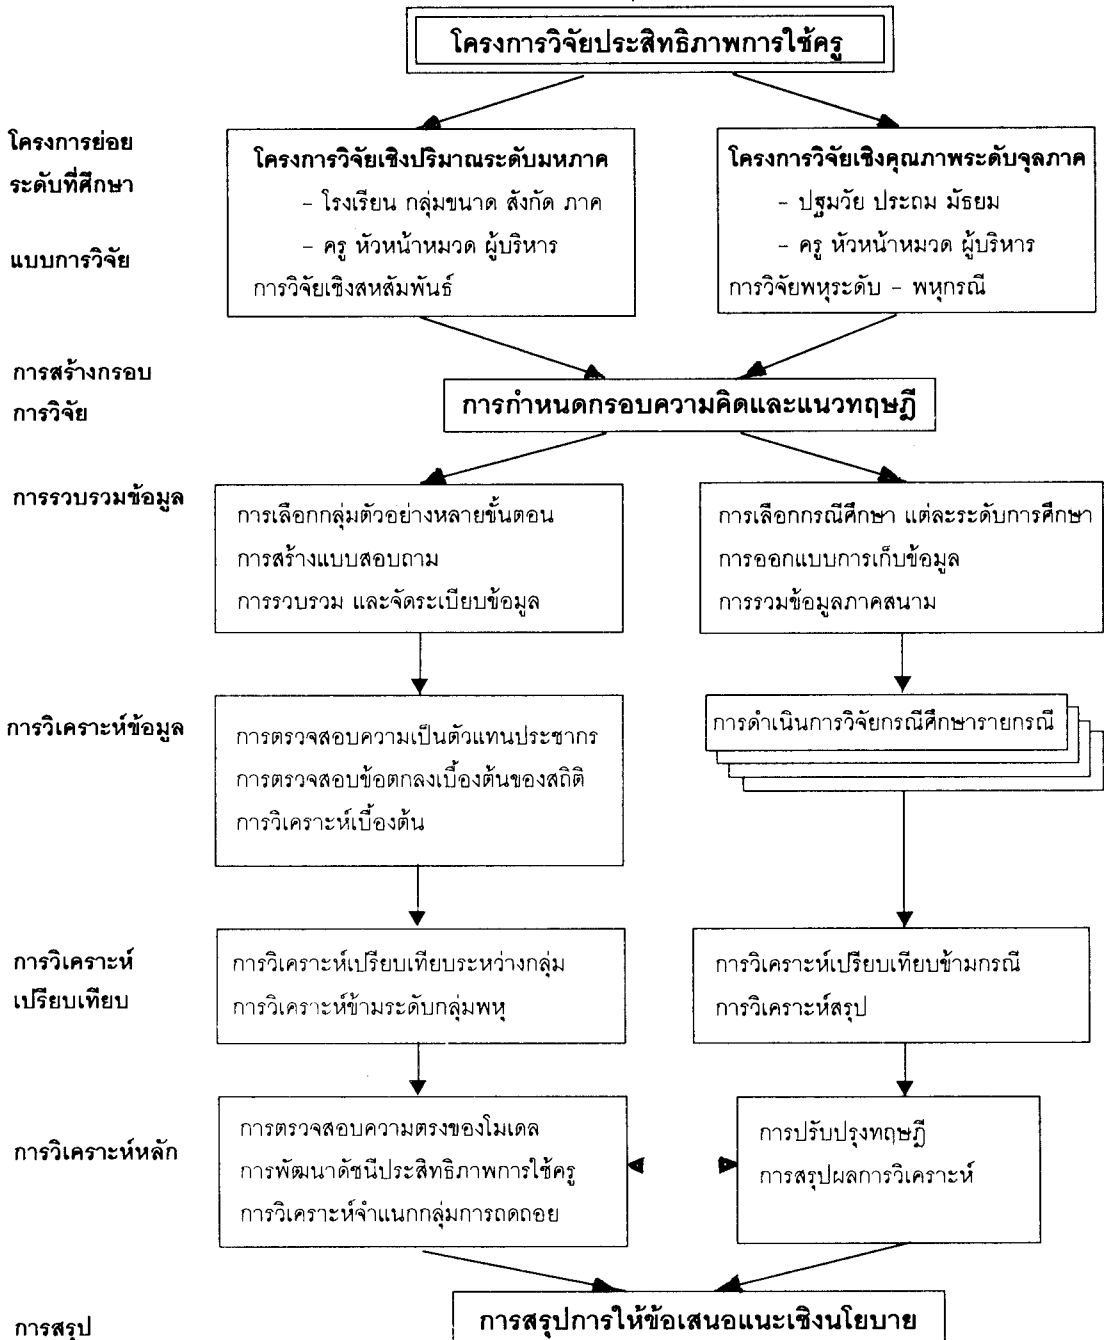 โครงการวิจัยประสิทธิภาพการใช้ครู
โครงการย่อย
ระดับที่ศึกษา
แบบการวิจัย
โครงการวิจัยเชิงปริมาณระดับมหภาค
- โรงเรียน กลุ่มขนาด สังกัด ภาค
- ครู หัวหน้าหมวด ผู้บริหาร
การวิจัยเชิงสหสัมพันธ์
โครงการวิจัยเชิงคุณภาพระดับจุลภาค
- ปฐมวัย ประถม มัธยม
- ครู หัวหน้าหมวด ผู้บริหาร
การวิจัยพหุระดับ - พหุกรณี
การสร้างกรอบ
การวิจัย
การกำหนดกรอบความคิดและแนวทฤษฎี
การรวบรวมข้อมูล
การเลือกกลุ่มตัวอย่างหลายขั้นตอน
การสร้างแบบสอบถาม
การรวบรวม และจัดระเบียบข้อมูล
การเลือกกรณีศึกษา แต่ละระดับการศึกษา
การออกแบบการเก็บข้อมูล
การรวมข้อมูลภาคสนาม
การวิเคราะห์ข้อมูล
การตรวจสอบความเป็นตัวแทนประชากร
การตรวจสอบข้อตกลงเบื้องต้นของสถิติ
การวิเคราะห์เบื้องต้น
การดำเนินการวิจัยกรณีศึกษารายกรณี
การวิเคราะห์
เปรียบเทียบ
การวิเคราะห์เปรียบเทียบระหว่างกลุ่ม
การวิเคราะห์ข้ามระดับกลุ่มพหุ
การวิเคราะห์เปรียบเทียบข้ามกรณี
การวิเคราะห์สรุป
การวิเคราะห์หลัก
การตรวจสอบความตรงของโมเดล
การพัฒนาดัชนีประสิทธิภาพการใช้ครู
การวิเคราะห์จำแนกกลุ่มการถดถอย
การปรับปรุงทฤษฎี
การสรุปผลการวิเคราะห์
การสรุป
การสรุปการให้ข้อเสนอแนะเชิงนโยบาย